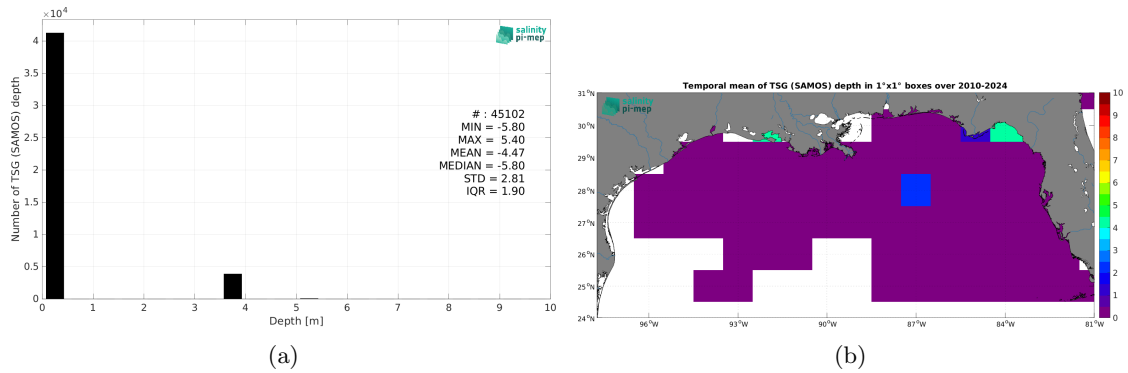 ×10⁴
4
3.5
3
2.5
2
1.5
1
0.5
0
Number of TSG (SAMOS) depth
salinity
pi-mep
# : 45102
MIN = -5.80
MAX = 5.40
MEAN = -4.47
MEDIAN = -5.80
STD = 2.81
IQR = 1.90
0 1 2 3 4 5 6 7 8 9 10
Depth [m]
(a)
Temporal mean of TSG (SAMOS) depth in 1°x1° boxes over 2010-2024
salinity
pi-mep
31°N
30°N
29°N
28°N
27°N
26°N
25°N
24°N
96°W 93°W 90°W 87°W 84°W 81°W
10
9
8
7
6
5
4
3
2
1
0
(b)